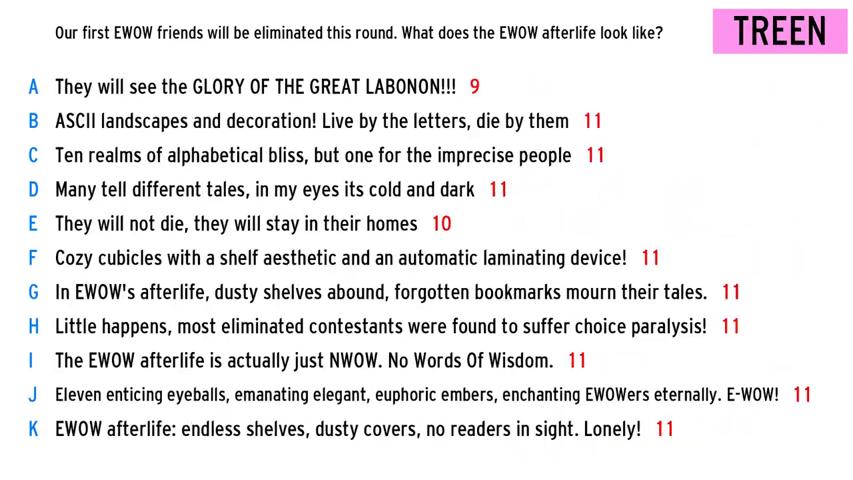 Our first EWOW friends will be eliminated this round. What does the EWOW afterlife look like?
TREEN
A They will see the GLORY OF THE GREAT LABONON!!! 9
B ASCII landscapes and decoration! Live by the letters, die by them 11
C Ten realms of alphabetical bliss, but one for the imprecise people 11
D Many tell different tales, in my eyes its cold and dark 11
E They will not die, they will stay in their homes 10
F Cozy cubicles with a shelf aesthetic and an automatic laminating device! 11
G In EWOW's afterlife, dusty shelves abound, forgotten bookmarks mourn their tales. 11
H Little happens, most eliminated contestants were found to suffer choice paralysis! 11
I The EWOW afterlife is actually just NWOW. No Words Of Wisdom. 11
J Eleven enticing eyeballs, emanating elegant, euphoric embers, enchanting EWOWers eternally. E-WOW! 11
K EWOW afterlife: endless shelves, dusty covers, no readers in sight. Lonely! 11